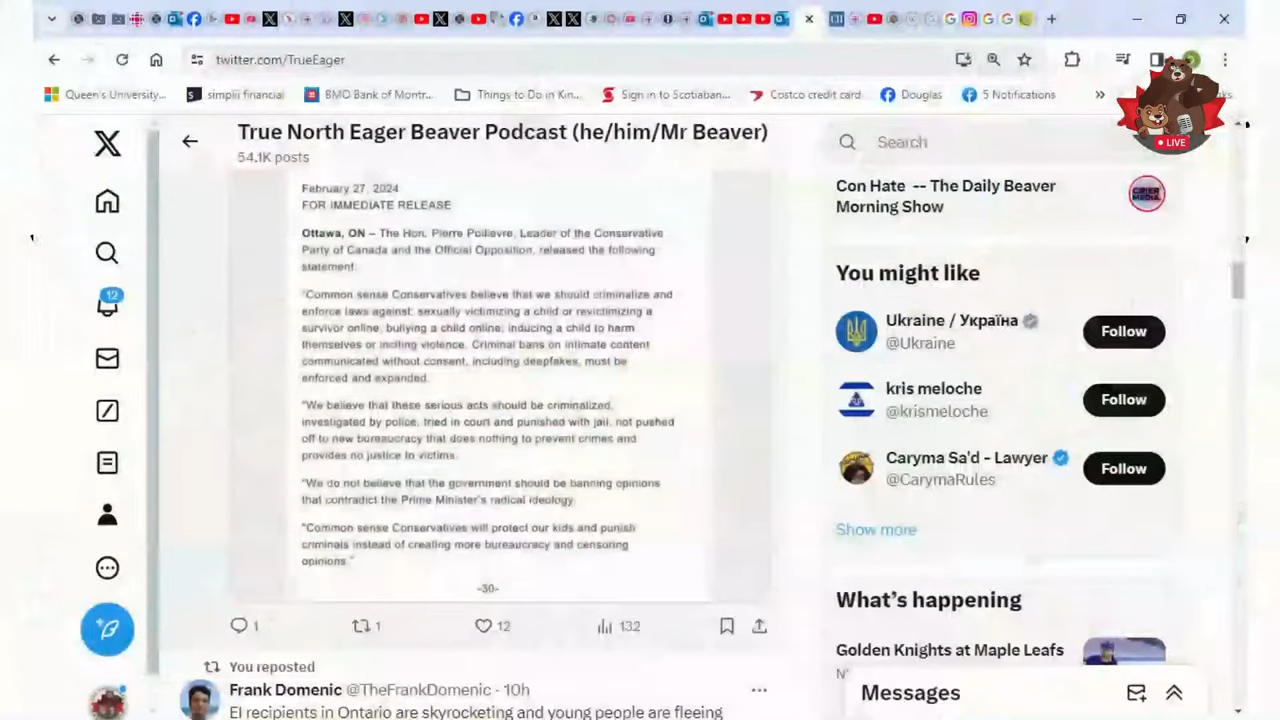 twitter.com/TrueEager
Queen's University...
simplii financial
BMO Bank of Montr...
Things to Do in Kin...
Sign in to Scotiaban...
Costco credit card
Douglas
5 Notifications
LIVE
True North Eager Beaver Podcast (he/him/Mr Beaver)
54.1K posts
February 27, 2024
FOR IMMEDIATE RELEASE
Ottawa, ON – The Hon. Pierre Poilievre, Leader of the Conservative
Party of Canada and the Official Opposition, released the following
statement:
"Common sense Conservatives believe that we should criminalize and
enforce laws against: sexually victimizing a child or revictimizing a
survivor online, bullying a child online, inducing a child to harm
themselves or inciting violence. Criminal bans on intimate content
communicated without consent, including deepfakes, must be
enforced and expanded.
"We believe that these serious acts should be criminalized,
investigated by police, tried in court and punished with jail, not pushed
off to new bureaucracy that does nothing to prevent crimes and
provides no justice to victims.
"We do not believe that the government should be banning opinions
that contradict the Prime Minister's radical ideology.
"Common sense Conservatives will protect our kids and punish
criminals instead of creating more bureaucracy and censoring
opinions."
-30-
1
1
12
132
You reposted
Frank Domenic @TheFrankDomenic · 10h
EI recipients in Ontario are skyrocketing and young people are fleeing
12
Search
Con Hate -- The Daily Beaver
Morning Show
You might like
Ukraine / Україна
@Ukraine
Follow
kris meloche
@krismeloche
Follow
Caryma Sa'd - Lawyer
@CarymaRules
Follow
Show more
What's happening
Golden Knights at Maple Leafs
Messages